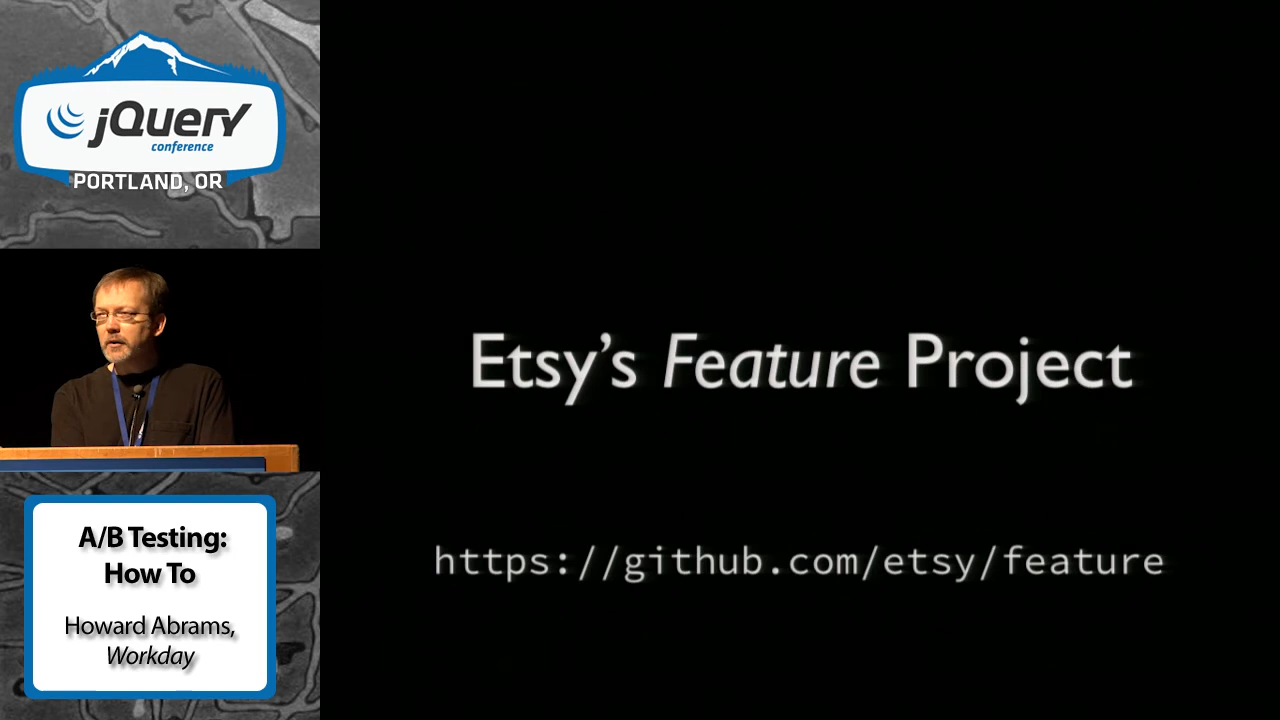 jQuery
conference
PORTLAND, OR
Etsy's Feature Project
https://github.com/etsy/feature
A/B Testing:
How To
Howard Abrams,
Workday